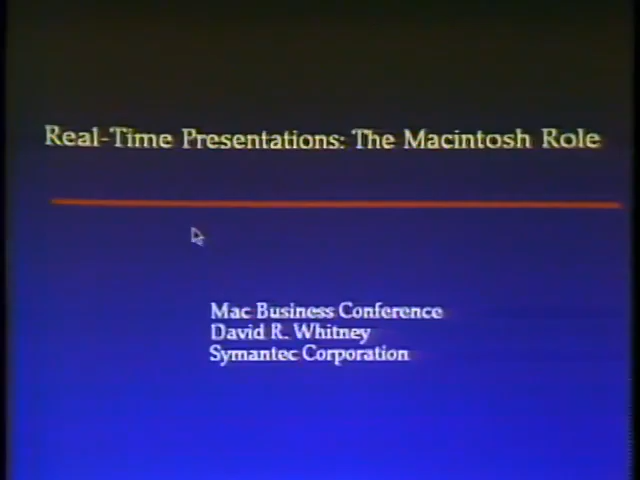 Real-Time Presentations: The Macintosh Role
Mac Business Conference
David R. Whitney
Symantec Corporation